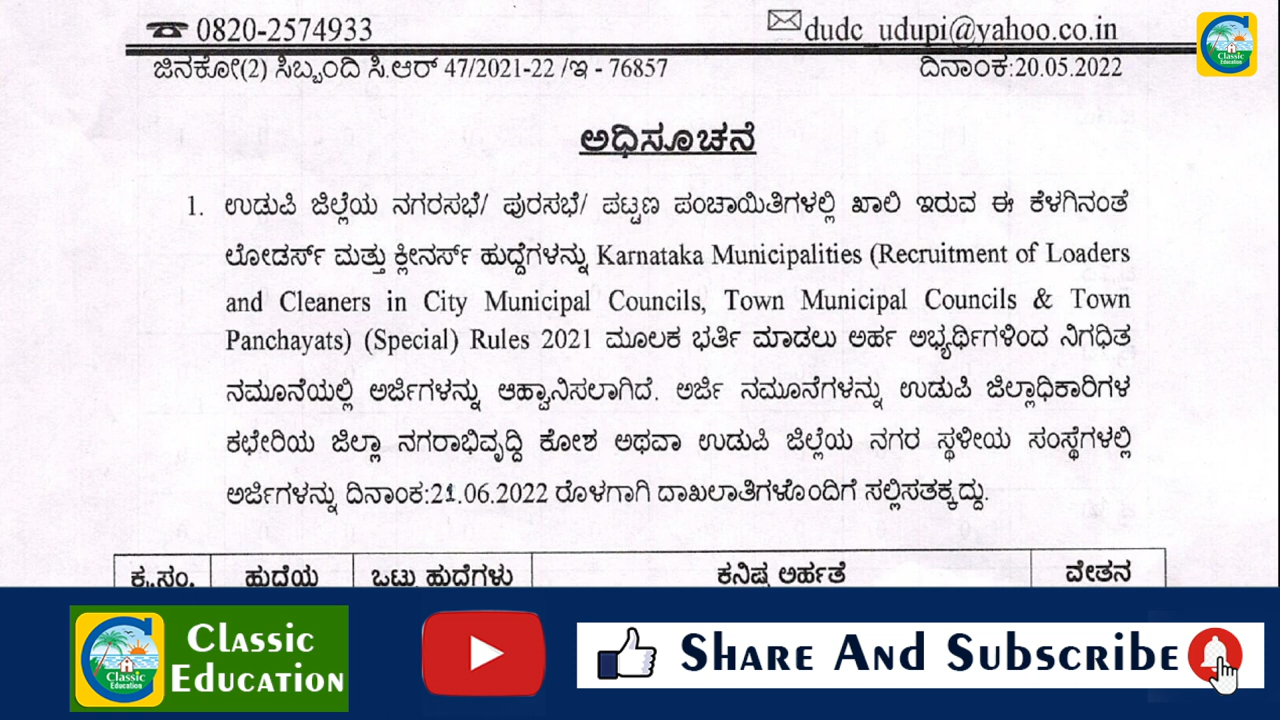 ☎ 0820-2574933 ✉dudc_udupi@yahoo.co.in
ಜಿನಕೋ(2) ಸಿಬ್ಬಂದಿ ಸಿ.ಆರ್ 47/2021-22 /ಇ - 76857 ದಿನಾಂಕ:20.05.2022
Classic
Education
ಅಧಿಸೂಚನೆ
1. ಉಡುಪಿ ಜಿಲ್ಲೆಯ ನಗರಸಭೆ/ ಪುರಸಭೆ/ ಪಟ್ಟಣ ಪಂಚಾಯಿತಿಗಳಲ್ಲಿ ಖಾಲಿ ಇರುವ ಈ ಕೆಳಗಿನಂತೆ
ಲೋಡರ್ಸ್ ಮತ್ತು ಕ್ಲೀನರ್ಸ್ ಹುದ್ದೆಗಳನ್ನು Karnataka Municipalities (Recruitment of Loaders
and Cleaners in City Municipal Councils, Town Municipal Councils & Town
Panchayats) (Special) Rules 2021 ಮೂಲಕ ಭರ್ತಿ ಮಾಡಲು ಅರ್ಹ ಅಭ್ಯರ್ಥಿಗಳಿಂದ ನಿಗಧಿತ
ನಮೂನೆಯಲ್ಲಿ ಅರ್ಜಿಗಳನ್ನು ಆಹ್ವಾನಿಸಲಾಗಿದೆ. ಅರ್ಜಿ ನಮೂನೆಗಳನ್ನು ಉಡುಪಿ ಜಿಲ್ಲಾಧಿಕಾರಿಗಳ
ಕಛೇರಿಯ ಜಿಲ್ಲಾ ನಗರಾಭಿವೃದ್ದಿ ಕೋಶ ಅಥವಾ ಉಡುಪಿ ಜಿಲ್ಲೆಯ ನಗರ ಸ್ಥಳೀಯ ಸಂಸ್ಥೆಗಳಲ್ಲಿ
ಅರ್ಜಿಗಳನ್ನು ದಿನಾಂಕ:21.06.2022 ರೊಳಗಾಗಿ ದಾಖಲಾತಿಗಳೊಂದಿಗೆ ಸಲ್ಲಿಸತಕ್ಕದ್ದು.
ಕ್ರ.ಸಂ. ಹುದ್ದೆಯ ಒಟ್ಟು ಹುದ್ದೆಗಳು ಕನಿಷ್ಠ ಅರ್ಹತೆ ವೇತನ
Classic
Education
Classic
Education
Share And Subscribe